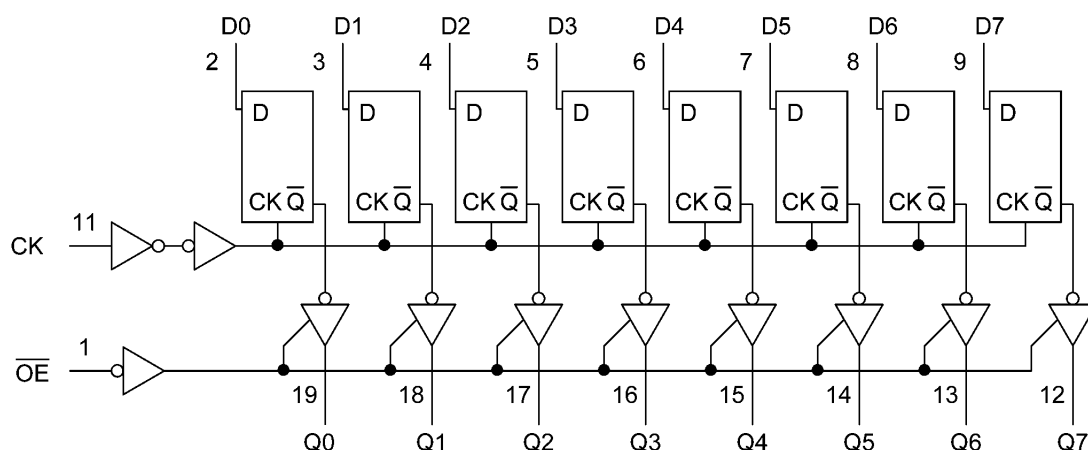 D0 D1 D2 D3 D4 D5 D6 D7
2 3 4 5 6 7 8 9
D D D D D D D D
CK Q̅ CK Q̅ CK Q̅ CK Q̅ CK Q̅ CK Q̅ CK Q̅ CK Q̅
11
CK
1
O̅E̅
19 18 17 16 15 14 13 12
Q0 Q1 Q2 Q3 Q4 Q5 Q6 Q7